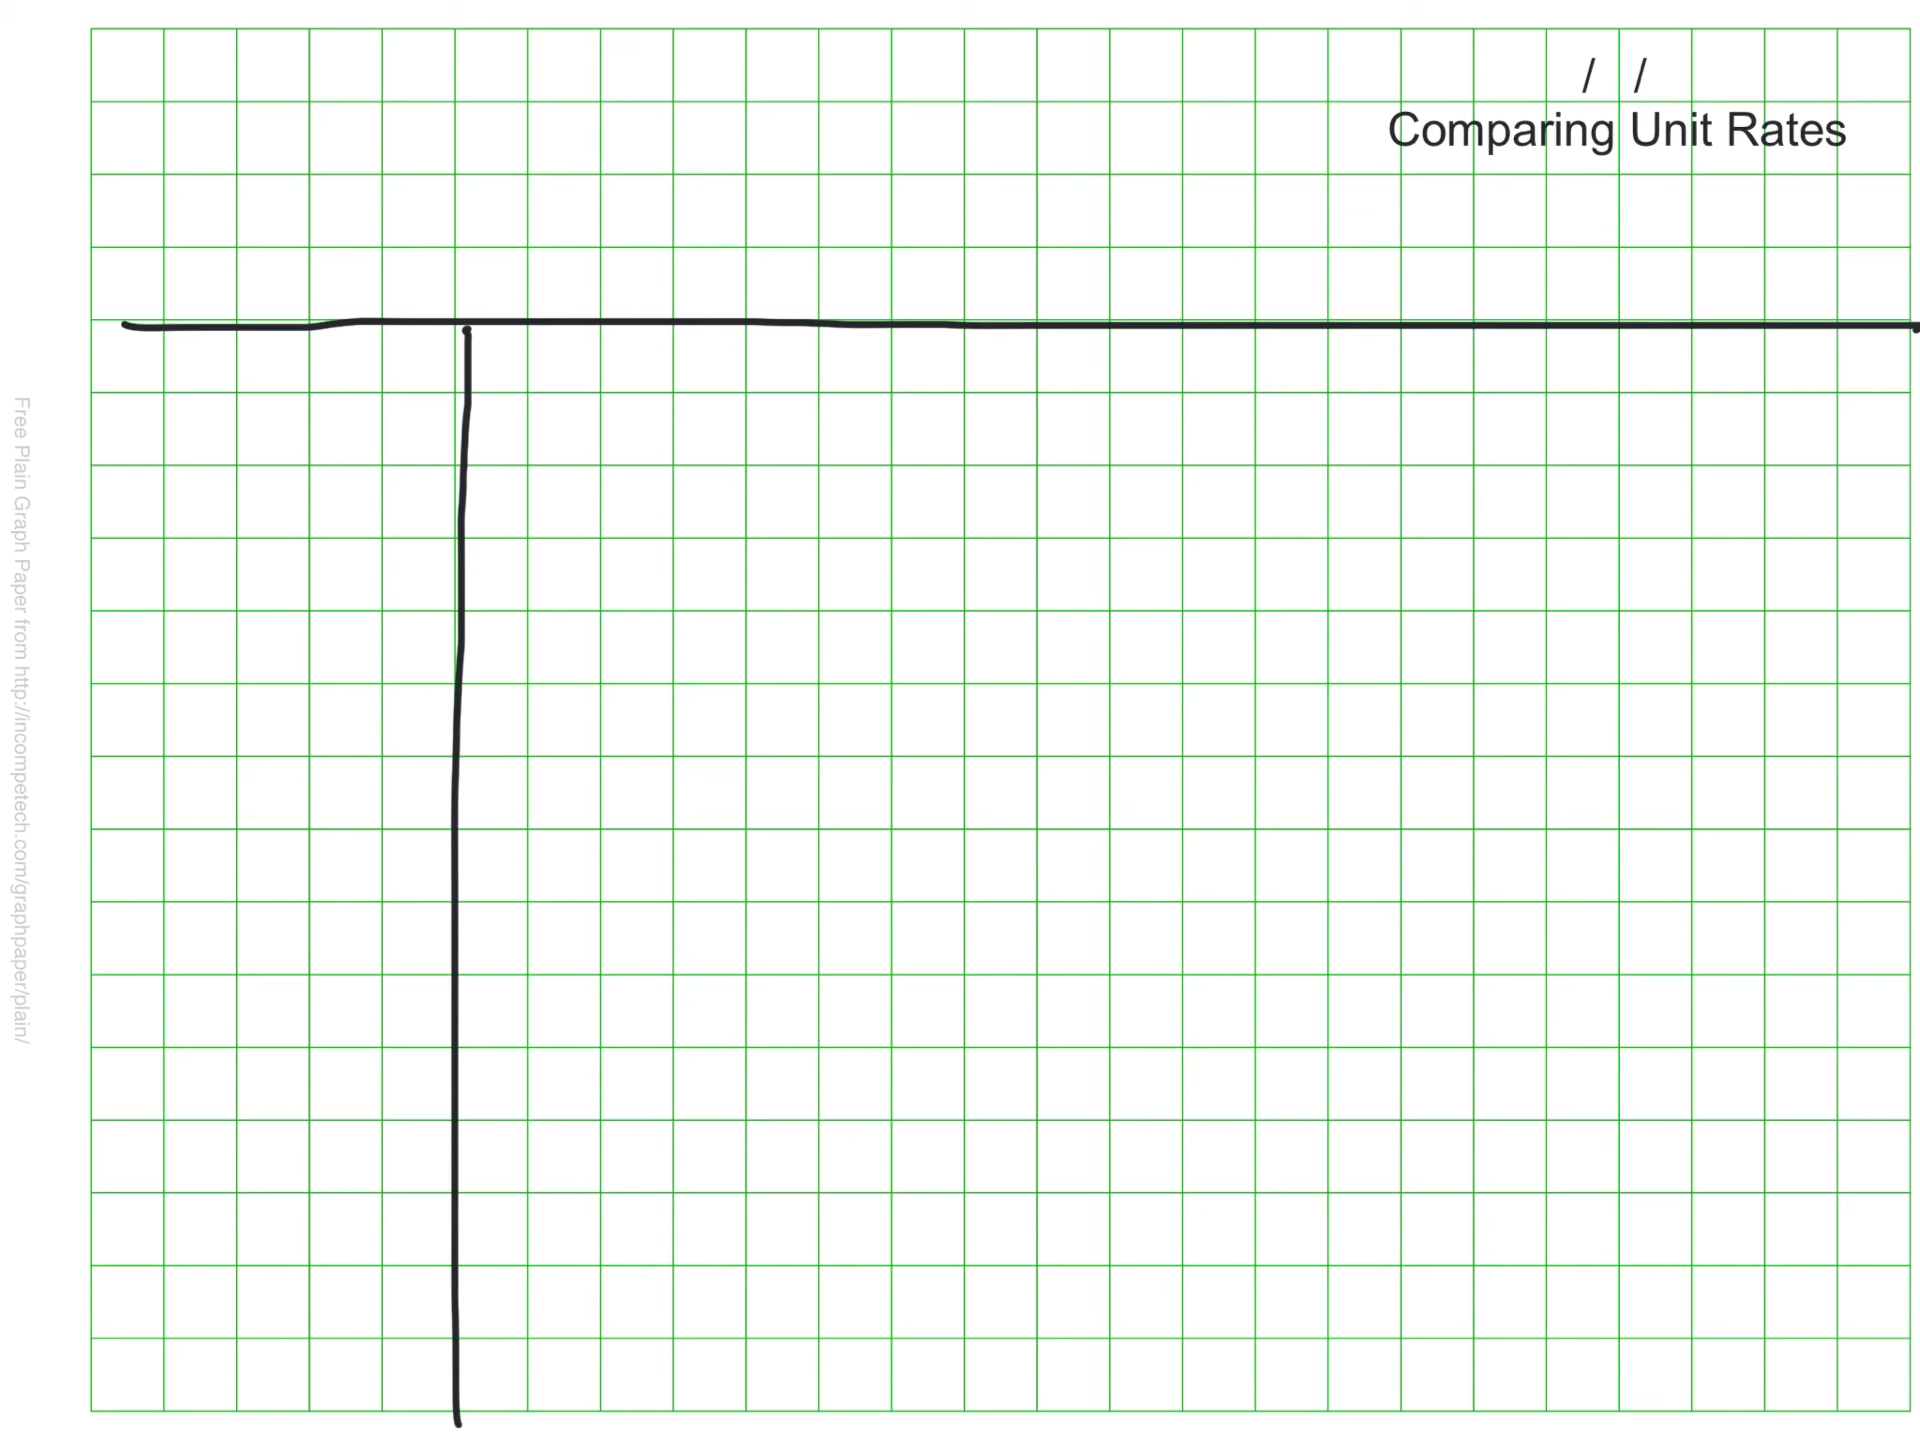 / /
Comparing Unit Rates
Free Plain Graph Paper from http://incompetech.com/graphpaper/plain/